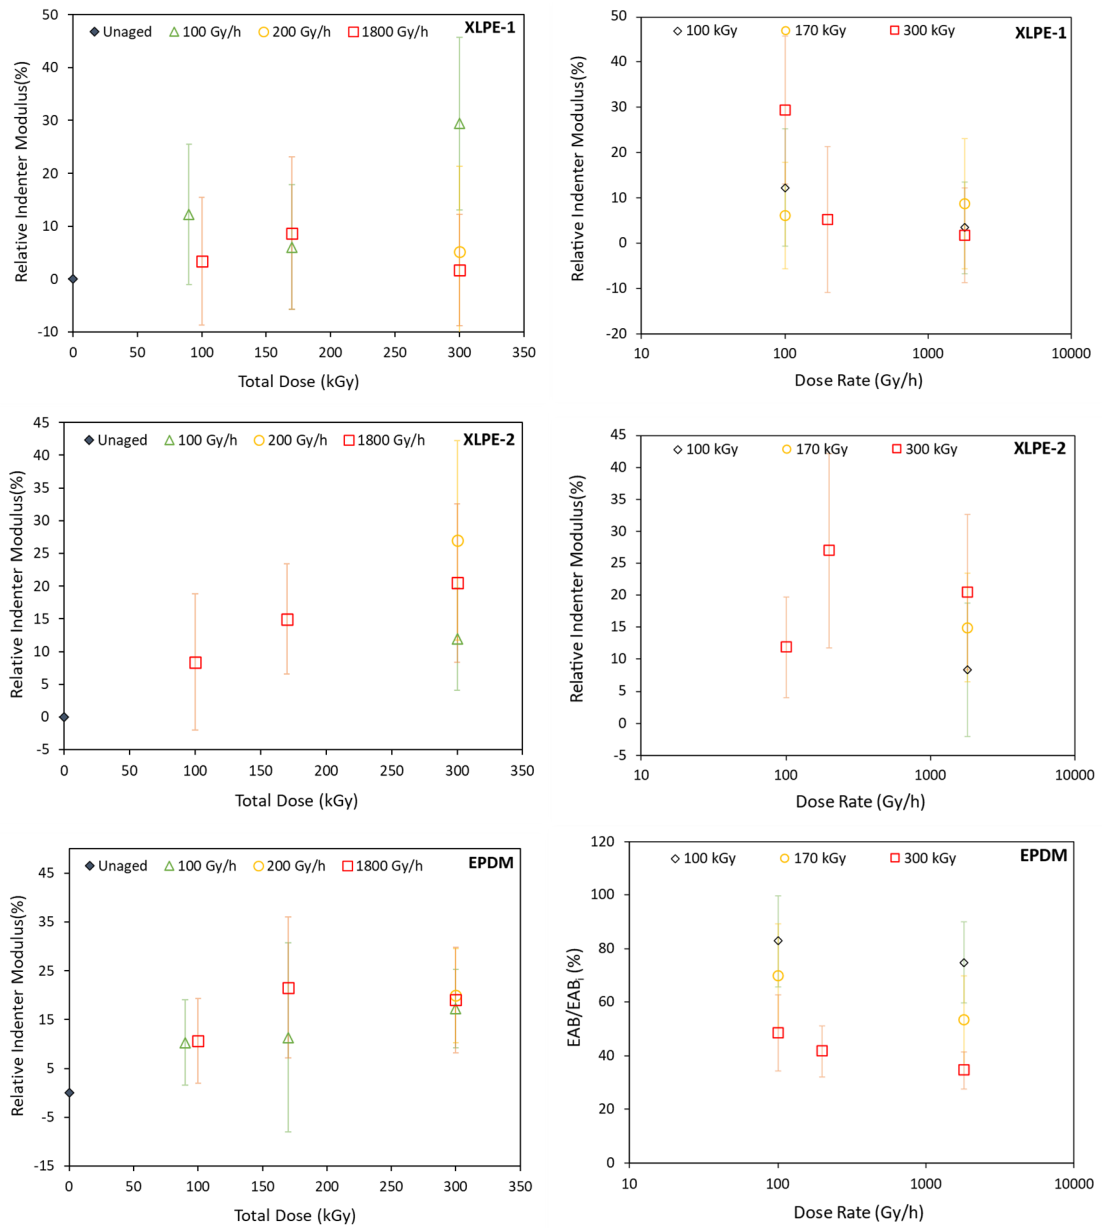 XLPE-1
Unaged 100 Gy/h 200 Gy/h 1800 Gy/h
Relative Indenter Modulus(%)
50
40
30
20
10
0
-10
0 50 100 150 200 250 300 350
Total Dose (kGy)
XLPE-1
100 kGy 170 kGy 300 kGy
Relative Indenter Modulus(%)
50
40
30
20
10
0
-10
-20
10 100 1000 10000
Dose Rate (Gy/h)
XLPE-2
Unaged 100 Gy/h 200 Gy/h 1800 Gy/h
Relative Indenter Modulus(%)
45
40
35
30
25
20
15
10
5
0
-5
0 50 100 150 200 250 300 350
Total Dose (kGy)
XLPE-2
100 kGy 170 kGy 300 kGy
Relative Indenter Modulus(%)
45
40
35
30
25
20
15
10
5
0
-5
10 100 1000 10000
Dose Rate (Gy/h)
EPDM
Unaged 100 Gy/h 200 Gy/h 1800 Gy/h
Relative Indenter Modulus(%)
45
35
25
15
5
-5
-15
0 50 100 150 200 250 300 350
Total Dose (kGy)
EPDM
100 kGy 170 kGy 300 kGy
EAB/EABᵢ (%)
120
100
80
60
40
20
0
10 100 1000 10000
Dose Rate (Gy/h)